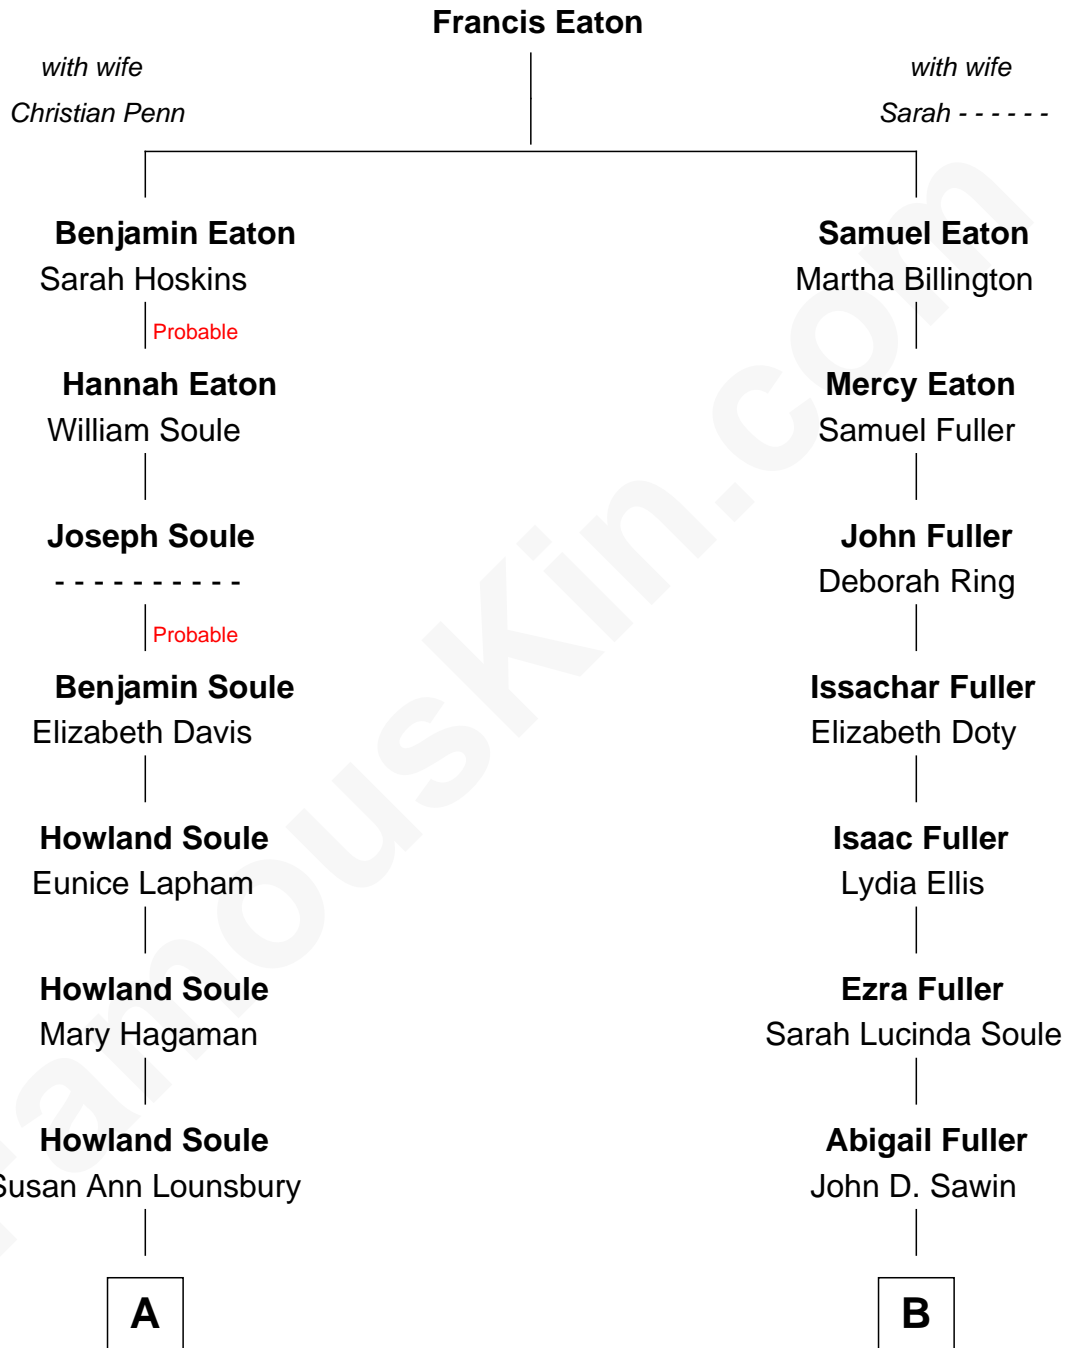 Francis Eaton
with wife
Christian Penn
with wife
Sarah - - - - - -
Benjamin Eaton
Sarah Hoskins
Probable
Hannah Eaton
William Soule
Joseph Soule
- - - - - - - - - -
Probable
Benjamin Soule
Elizabeth Davis
Howland Soule
Eunice Lapham
Howland Soule
Mary Hagaman
Howland Soule
Susan Ann Lounsbury
A
Samuel Eaton
Martha Billington
Mercy Eaton
Samuel Fuller
John Fuller
Deborah Ring
Issachar Fuller
Elizabeth Doty
Isaac Fuller
Lydia Ellis
Ezra Fuller
Sarah Lucinda Soule
Abigail Fuller
John D. Sawin
B
FamousKin.com